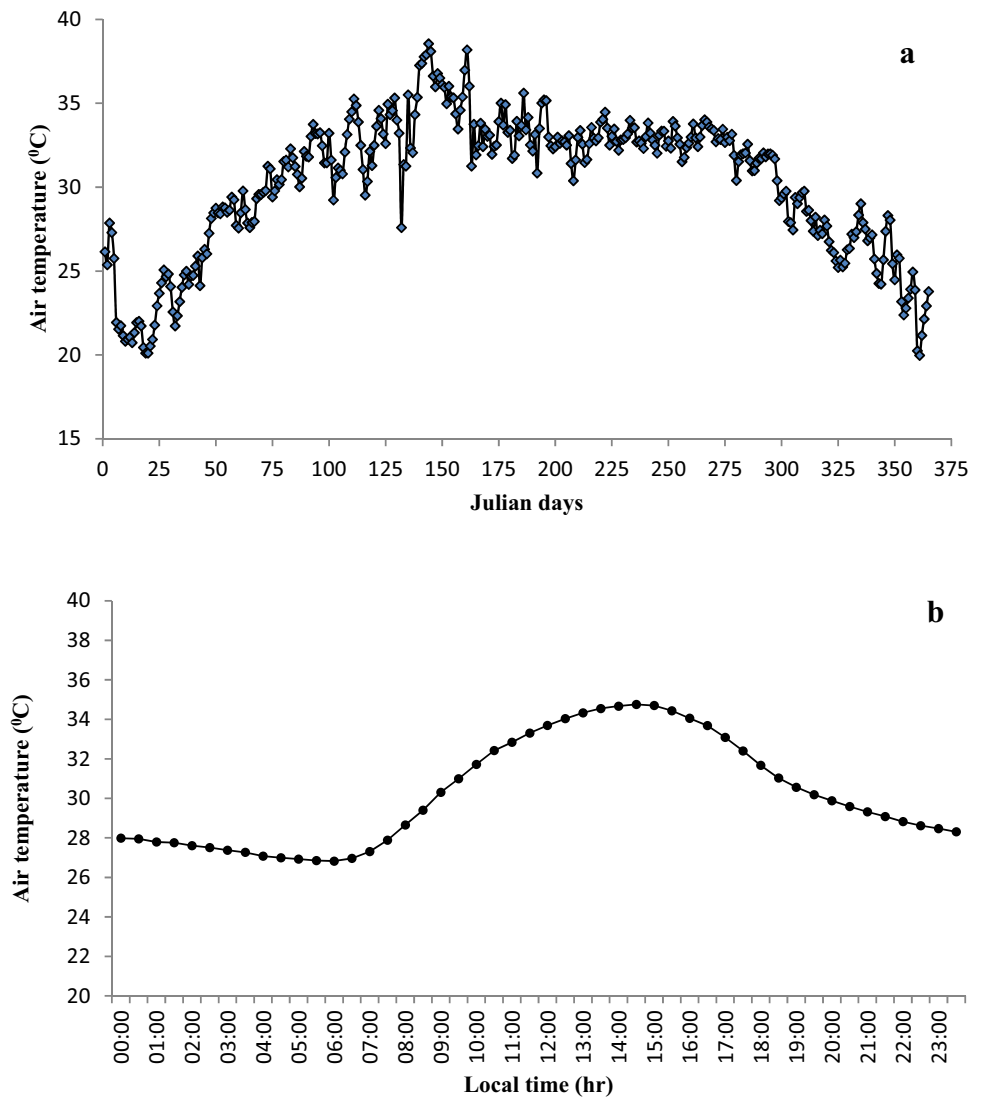 a
40
35
30
25
20
15
Air temperature (⁰C)
0 25 50 75 100 125 150 175 200 225 250 275 300 325 350 375
Julian days
b
40
38
36
34
32
30
28
26
24
22
20
Air temperature (⁰C)
00:00 01:00 02:00 03:00 04:00 05:00 06:00 07:00 08:00 09:00 10:00 11:00 12:00 13:00 14:00 15:00 16:00 17:00 18:00 19:00 20:00 21:00 22:00 23:00
Local time (hr)